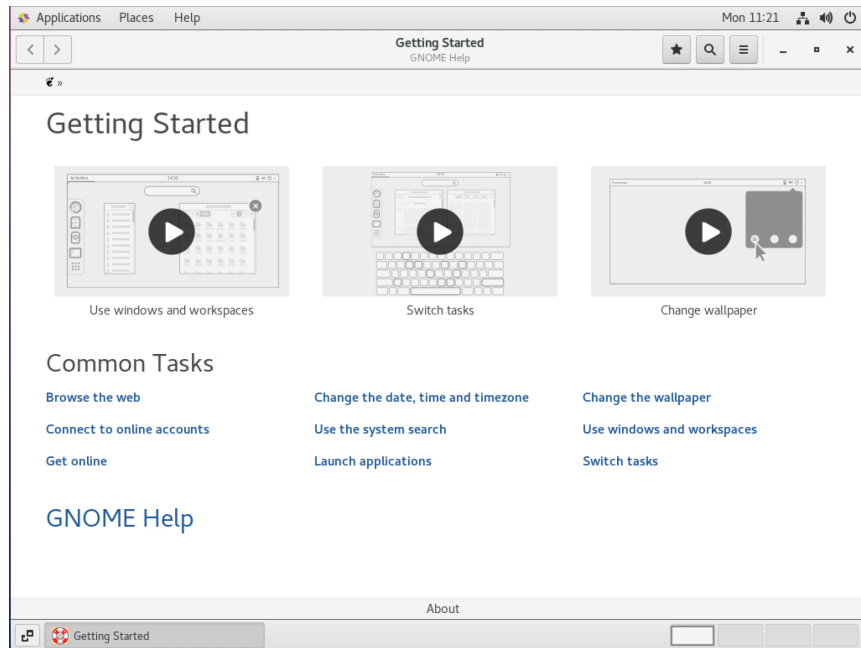 Applications Places Help Mon 11:21
Getting Started
GNOME Help
»
Getting Started
Activities 14:30
Use windows and workspaces Switch tasks Change wallpaper
Common Tasks
Browse the web Change the date, time and timezone Change the wallpaper
Connect to online accounts Use the system search Use windows and workspaces
Get online Launch applications Switch tasks
GNOME Help
About
Getting Started